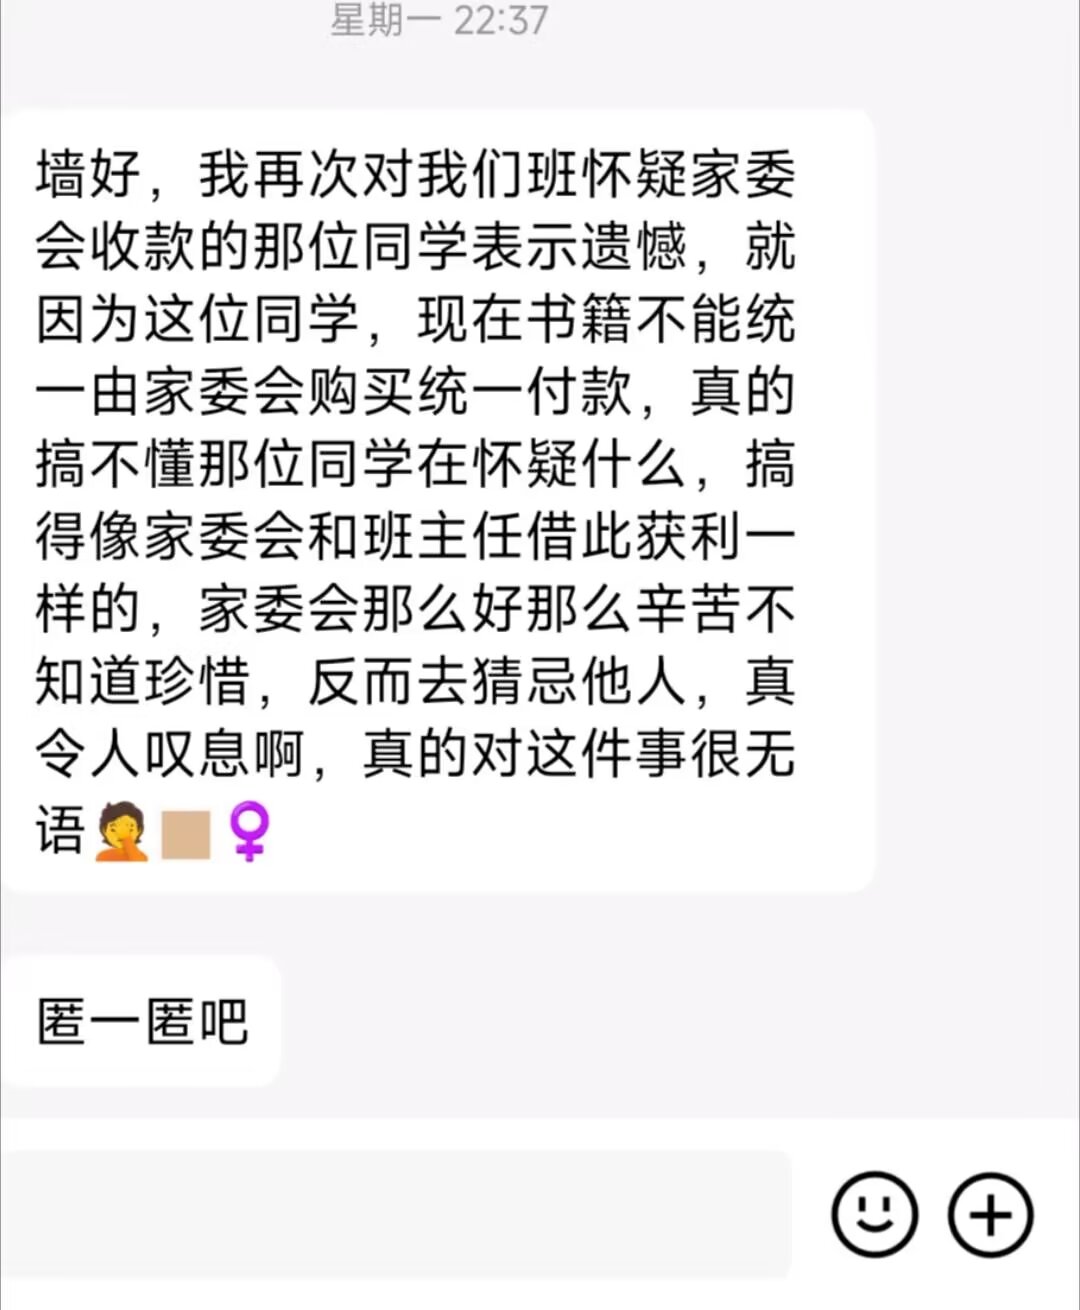 星期一 22:37
墙好，我再次对我们班怀疑家委
会收款的那位同学表示遗憾，就
因为这位同学，现在书籍不能统
一由家委会购买统一付款，真的
搞不懂那位同学在怀疑什么，搞
得像家委会和班主任借此获利一
样的，家委会那么好那么辛苦不
知道珍惜，反而去猜忌他人，真
令人叹息啊，真的对这件事很无
语🤦🏼♀
匿一匿吧